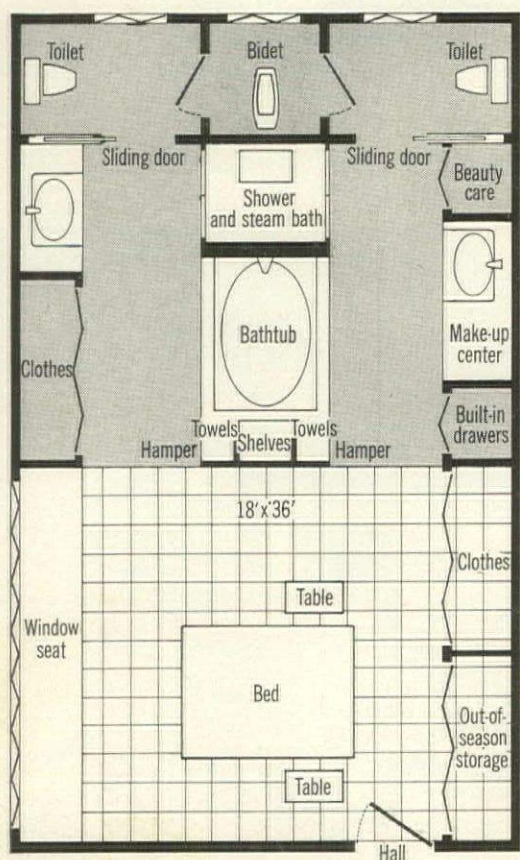 Toilet
Bidet
Toilet
Sliding door
Sliding door
Shower
and steam bath
Beauty
care
Bathtub
Make-up
center
Clothes
Towels
Shelves
Towels
Built-in
drawers
Hamper
Hamper
18'x'36'
Clothes
Table
Window
seat
Bed
Out-of-
season
storage
Table
Hall